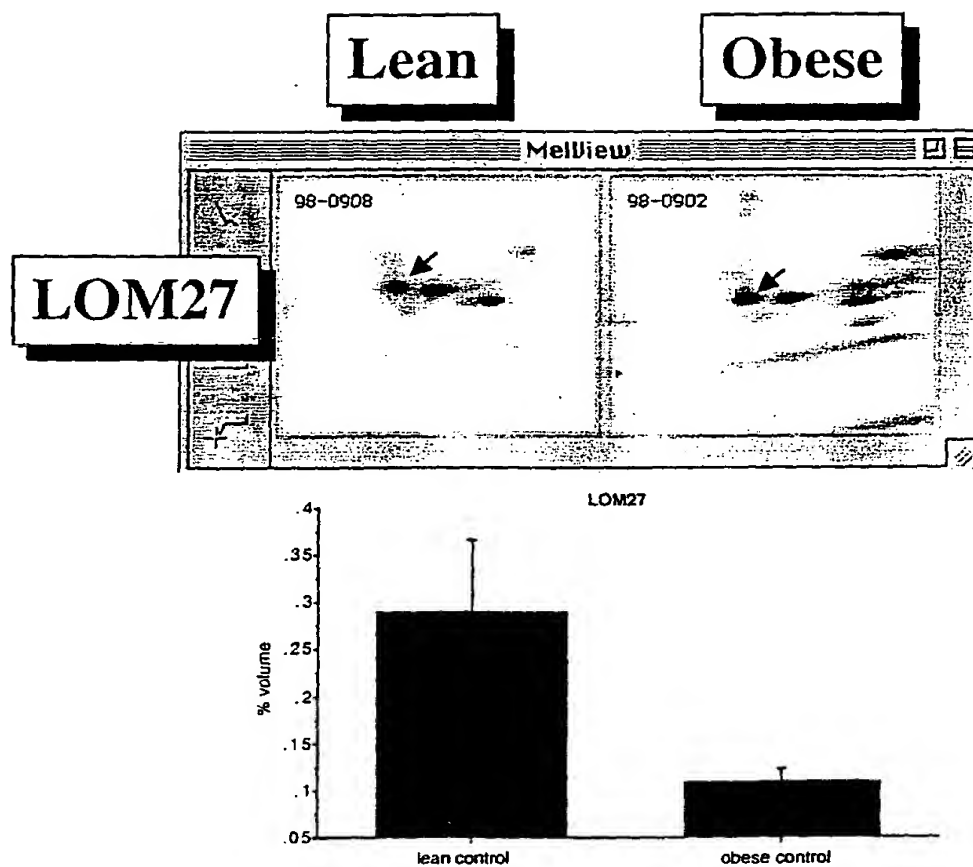 Lean
Obese
MelView
98-0908
98-0902
LOM27
LOM27
.4
.35
.3
.25
.2
.15
.1
.05
% volume
lean control
obese control